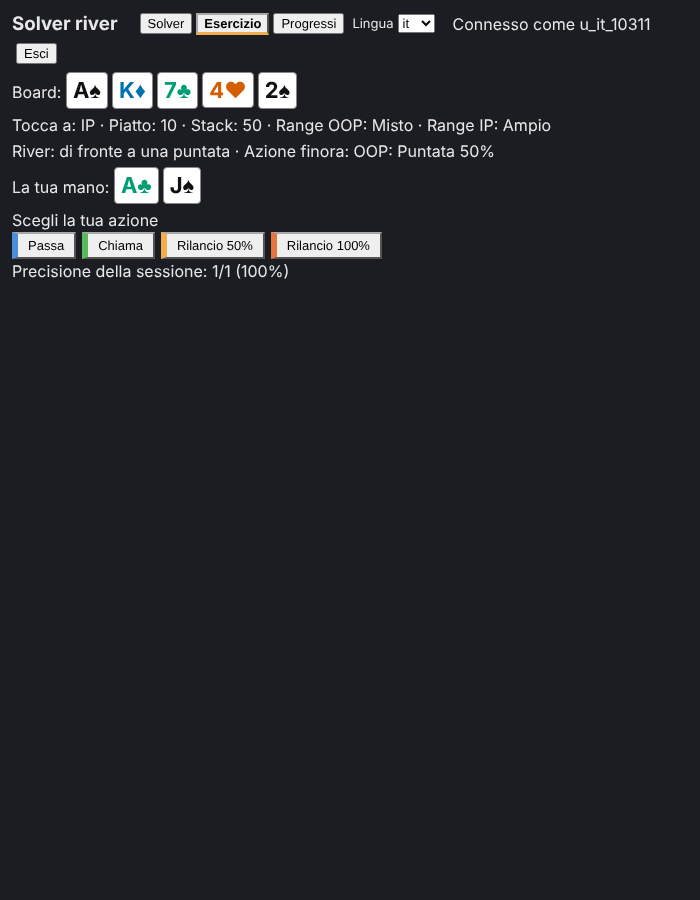 Solver river Solver Esercizio Progressi Lingua it Connesso come u_it_10311
Esci
Board: A♠ K♦ 7♣ 4♥ 2♠
Tocca a: IP · Piatto: 10 · Stack: 50 · Range OOP: Misto · Range IP: Ampio
River: di fronte a una puntata · Azione finora: OOP: Puntata 50%
La tua mano: A♣ J♠
Scegli la tua azione
Passa Chiama Rilancio 50% Rilancio 100%
Precisione della sessione: 1/1 (100%)